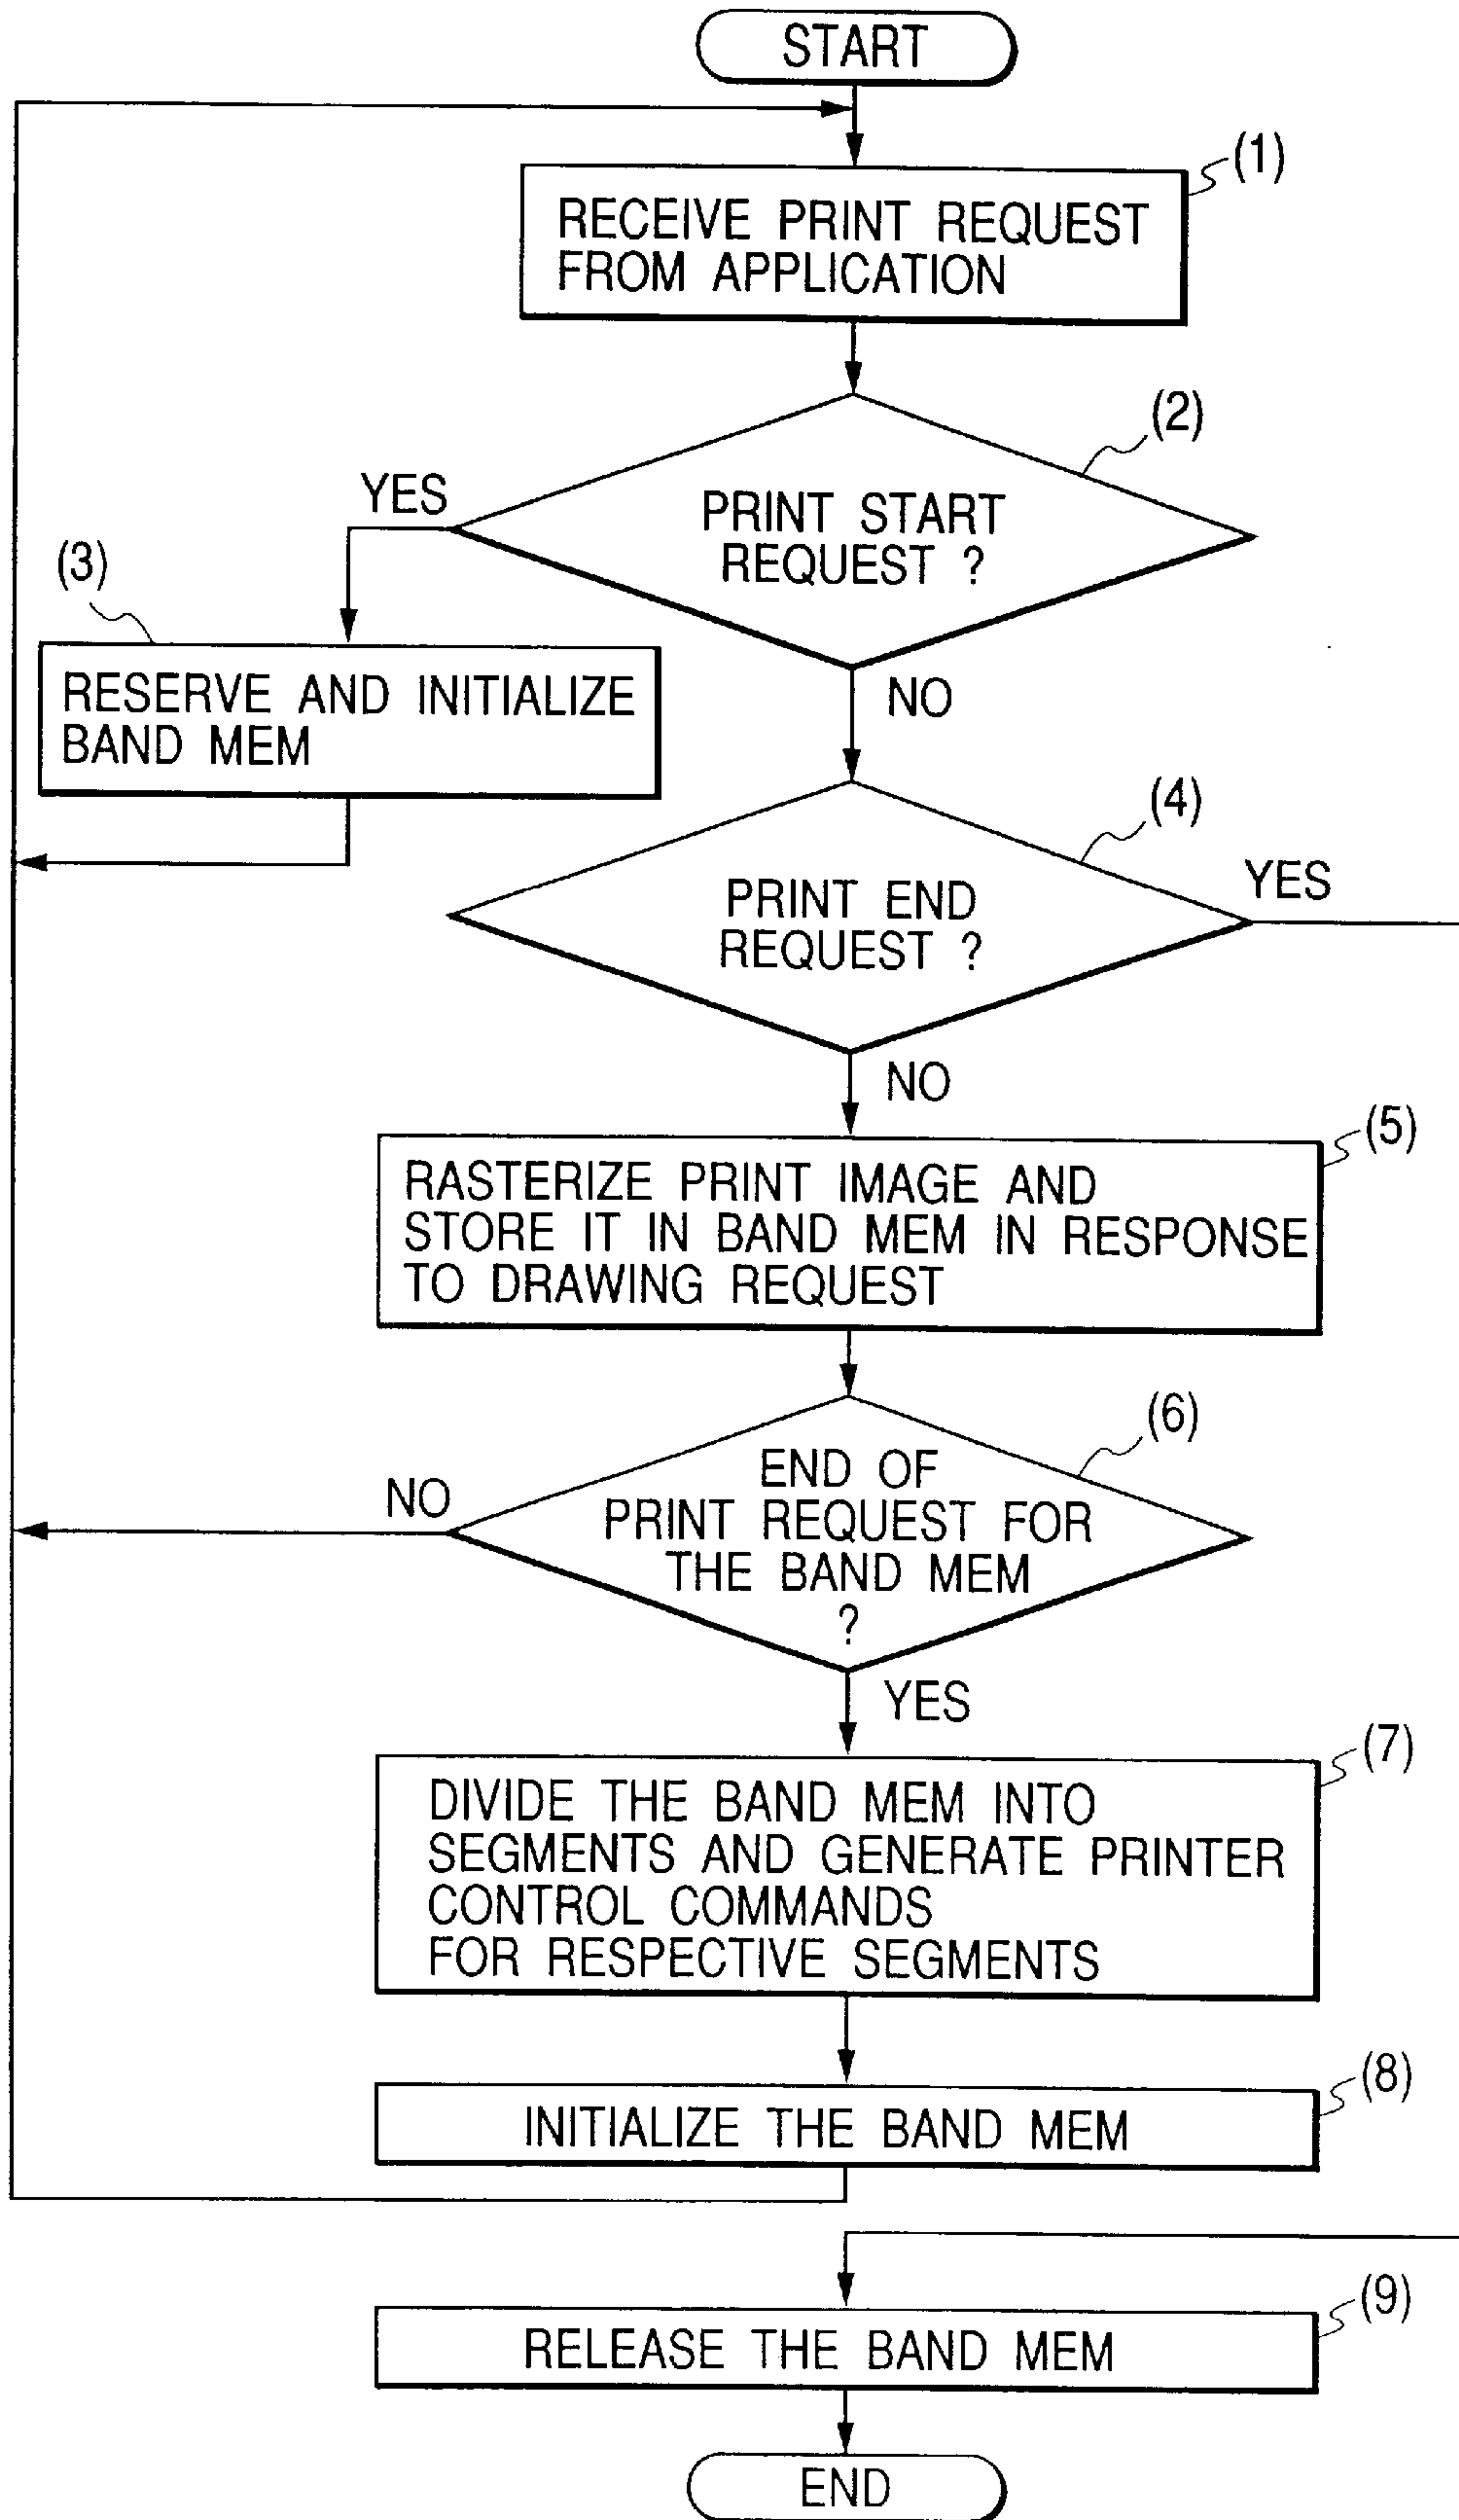 START
(1)
RECEIVE PRINT REQUEST
FROM APPLICATION
(2)
YES
PRINT START
REQUEST ?
(3)
RESERVE AND INITIALIZE
BAND MEM
NO
(4)
YES
PRINT END
REQUEST ?
NO
(5)
RASTERIZE PRINT IMAGE AND
STORE IT IN BAND MEM IN RESPONSE
TO DRAWING REQUEST
(6)
NO
END OF
PRINT REQUEST FOR
THE BAND MEM
?
YES
(7)
DIVIDE THE BAND MEM INTO
SEGMENTS AND GENERATE PRINTER
CONTROL COMMANDS
FOR RESPECTIVE SEGMENTS
(8)
INITIALIZE THE BAND MEM
(9)
RELEASE THE BAND MEM
END